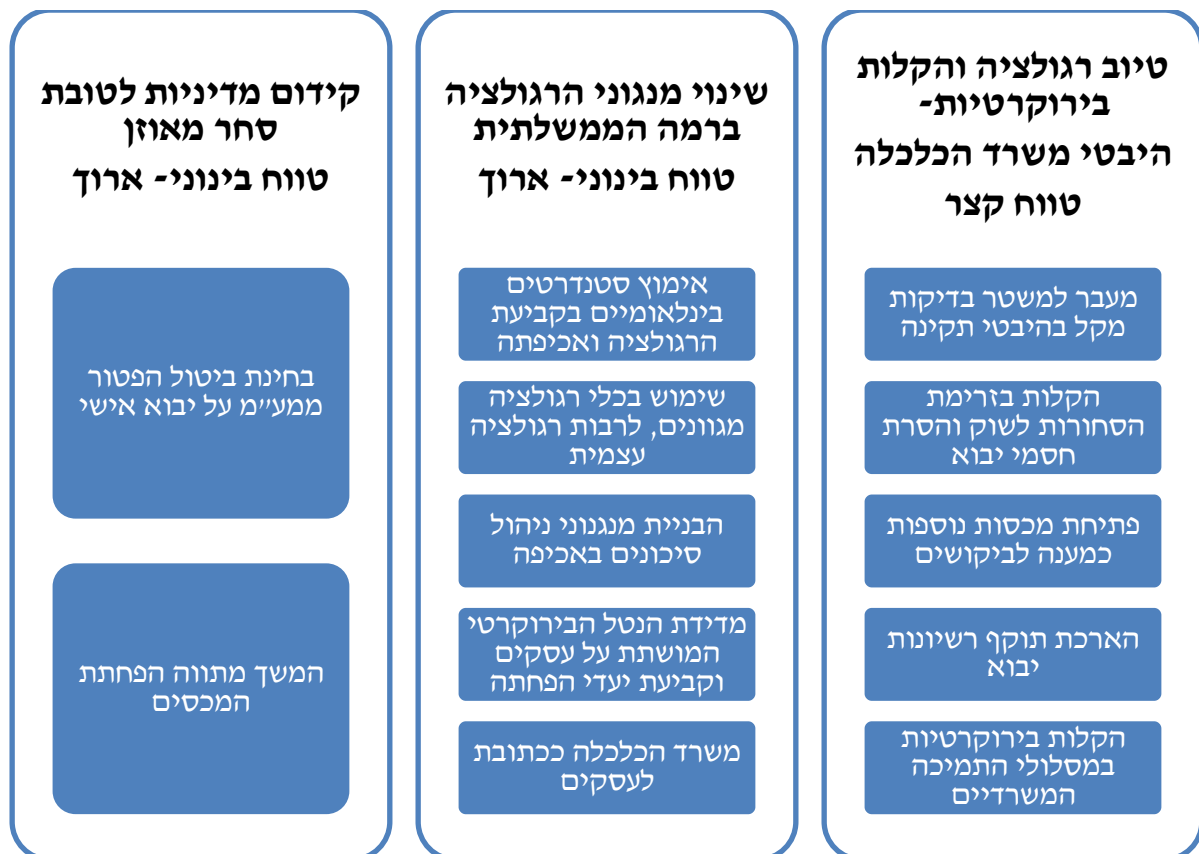 טיוב רגולציה והקלות
בירוקרטיות-
היבטי משרד הכלכלה
טווח קצר
מעבר למשטר בדיקות
מקל בהיבטי תקינה
הקלות בזרימת
הסחורות לשוק והסרת
חסמי יבוא
פתיחת מכסות נוספות
כמענה לביקושים
הארכת תוקף רשיונות
יבוא
הקלות בירוקרטיות
במסלולי התמיכה
המשרדיים
שינוי מנגוני הרגולציה
ברמה הממשלתית
טווח בינוני- ארוך
אימוץ סטנדרטים
בינלאומיים בקביעת
הרגולציה ואכיפתה
שימוש בכלי רגולציה
מגוונים, לרבות רגולציה
עצמית
הבניית מנגנוני ניהול
סיכונים באכיפה
מדידת הנטל הבירוקרטי
המושתת על עסקים
וקביעת יעדי הפחתה
משרד הכלכלה ככתובת
לעסקים
קידום מדיניות לטובת
סחר מאוזן
טווח בינוני- ארוך
בחינת ביטול הפטור
ממע״מ על יבוא אישי
המשך מתווה הפחתת
המכסים